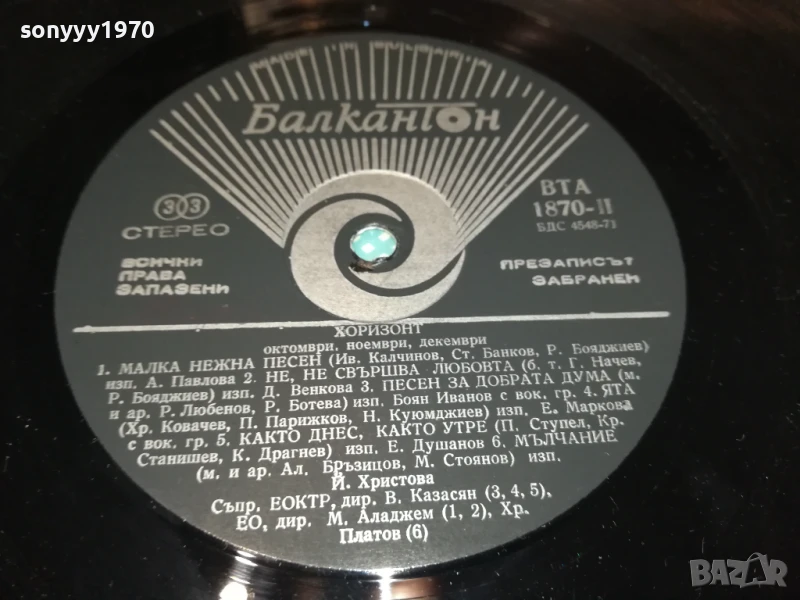 sonyyy1970
Балкантон
33
СТЕРЕО
ВТА
1870-II
БДС 4548-71
ВСИЧКИ
ПРАВА
ЗАПАЗЕНИ
ПРЕЗАПИСЪТ
ЗАБРАНЕН
ХОРИЗОНТ
октомври, ноември, декември
1. МАЛКА НЕЖНА ПЕСЕН (Ив. Калчинов, Ст. Банков, Р. Бояджиев)
изп. А. Павлова 2. НЕ, НЕ СВЪРШВА ЛЮБОВТА (б. т. Г. Начев,
Р. Бояджиев) изп. Д. Венкова 3. ПЕСЕН ЗА ДОБРАТА ДУМА (м.
и ар. Р. Любенов, Р. Ботева) изп. Боян Иванов с вок. гр. 4. ЯТА
(Хр. Ковачев, П. Парижков, Н. Куюмджиев) изп. Е. Маркова
с вок. гр. 5. КАКТО ДНЕС, КАКТО УТРЕ (П. Ступел, Кр.
Станишев, К. Драгнев) изп. Е. Душанов 6. МЪЛЧАНИЕ
(м. и ар. Ал. Бръзицов, М. Стоянов) изп.
Й. Христова
Съпр. ЕОКТР, дир. В. Казасян (3, 4, 5),
ЕО, дир. М. Аладжем (1, 2), Хр.
Платов (6)
BAZAR